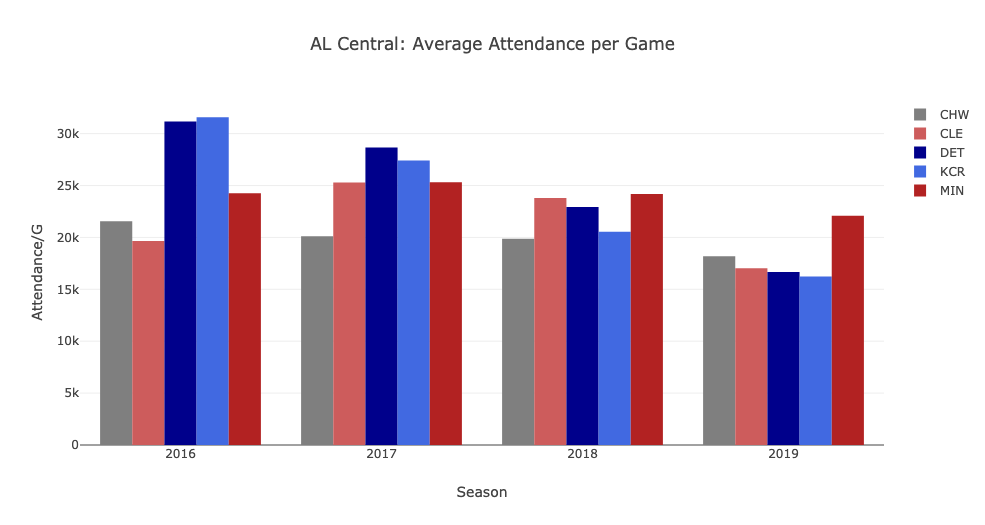 AL Central: Average Attendance per Game
30k
25k
20k
15k
10k
5k
0
Attendance/G
2016
2017
2018
2019
Season
CHW
CLE
DET
KCR
MIN